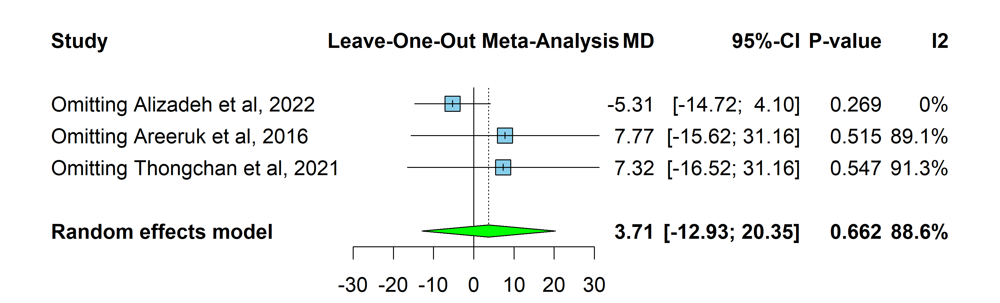 Study Leave-One-Out Meta-Analysis MD 95%-CI P-value I2
Omitting Alizadeh et al, 2022 -5.31 [-14.72; 4.10] 0.269 0%
Omitting Areeruk et al, 2016 7.77 [-15.62; 31.16] 0.515 89.1%
Omitting Thongchan et al, 2021 7.32 [-16.52; 31.16] 0.547 91.3%
Random effects model 3.71 [-12.93; 20.35] 0.662 88.6%
-30 -20 -10 0 10 20 30